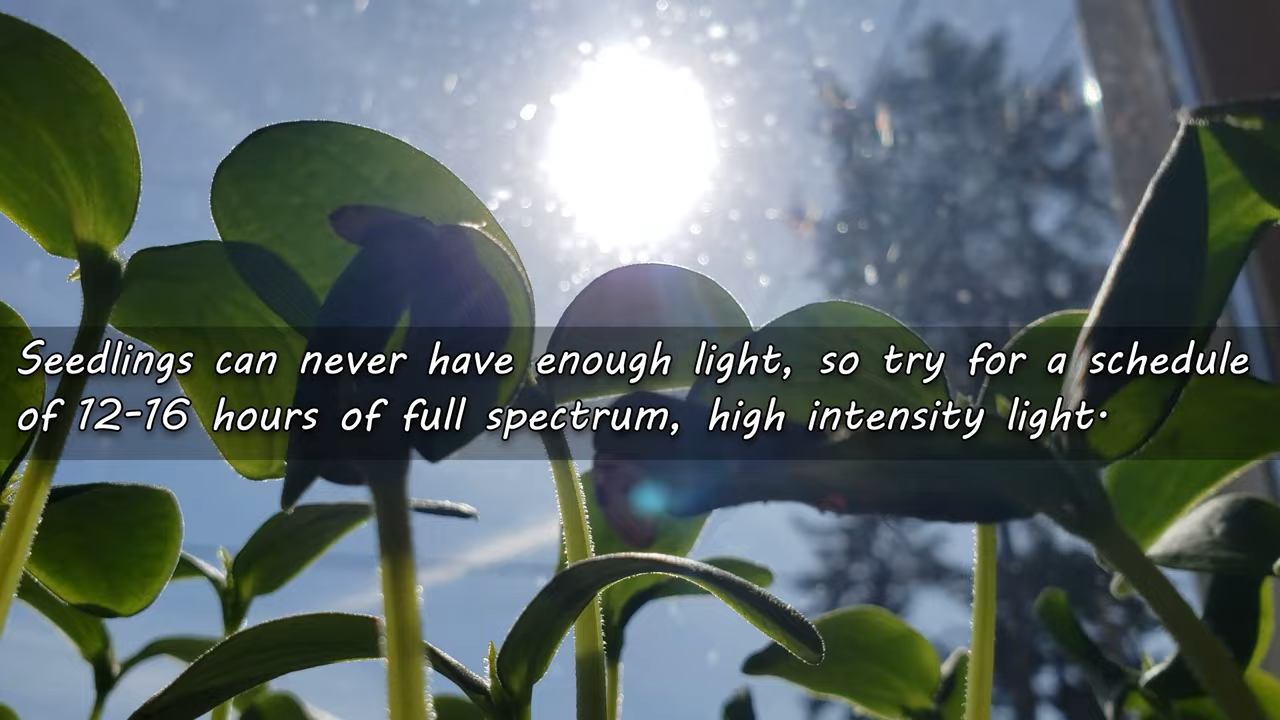 Seedlings can never have enough light, so try for a schedule
of 12-16 hours of full spectrum, high intensity light.